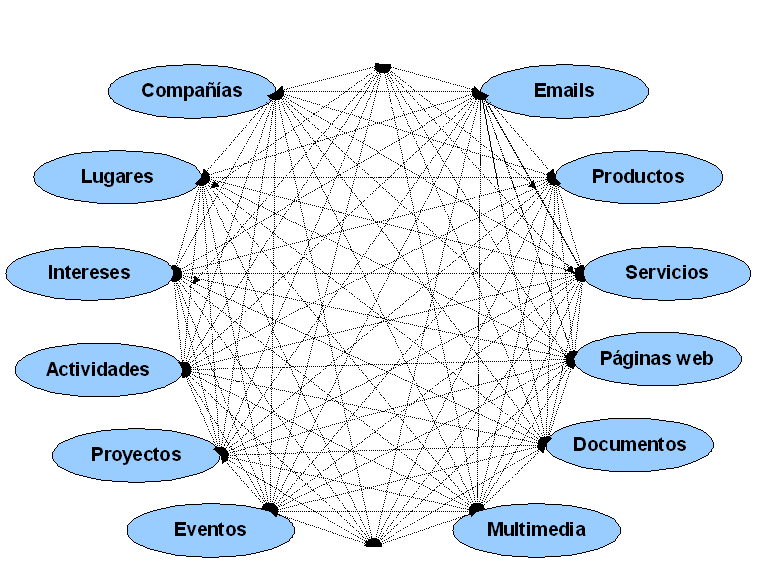 Compañías
Emails
Lugares
Productos
Intereses
Servicios
Actividades
Páginas web
Proyectos
Documentos
Eventos
Multimedia